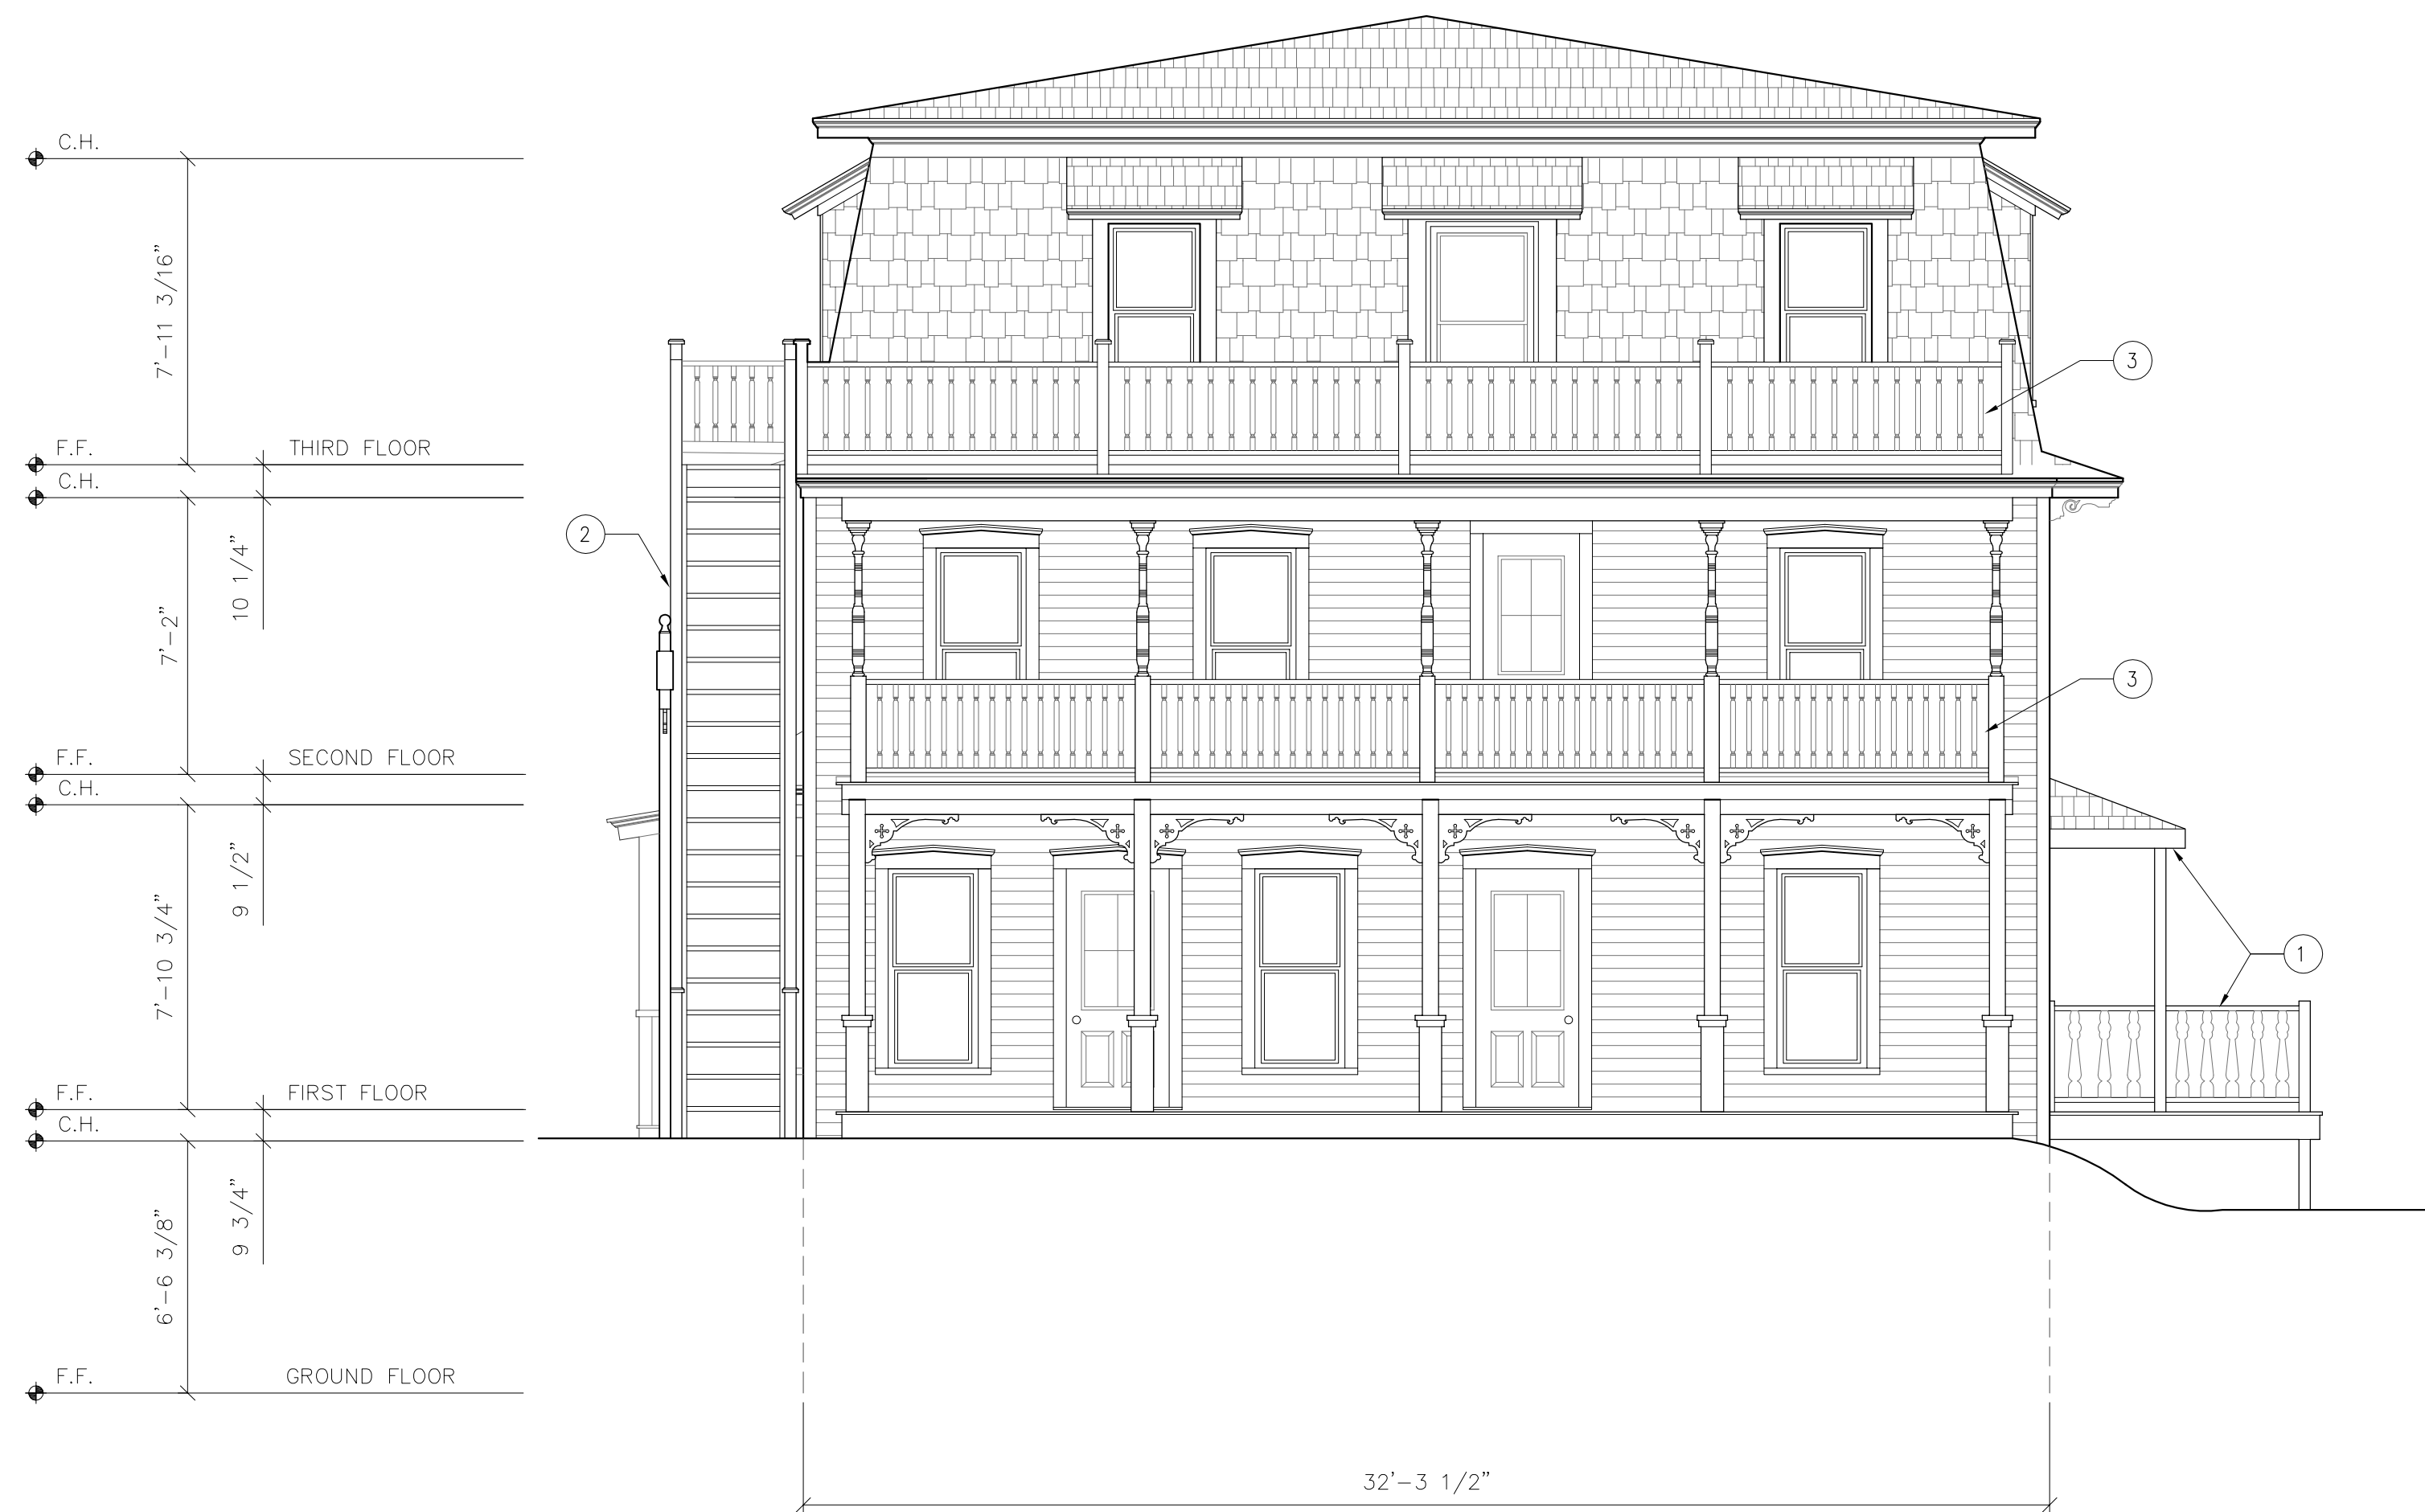 C.H.
7'-11 3/16"
F.F. THIRD FLOOR
C.H.
10 1/4"
7'-2"
F.F. SECOND FLOOR
C.H.
9 1/2"
7'-10 3/4"
F.F. FIRST FLOOR
C.H.
9 3/4"
6'-6 3/8"
F.F. GROUND FLOOR
2
3
3
1
32'-3 1/2"